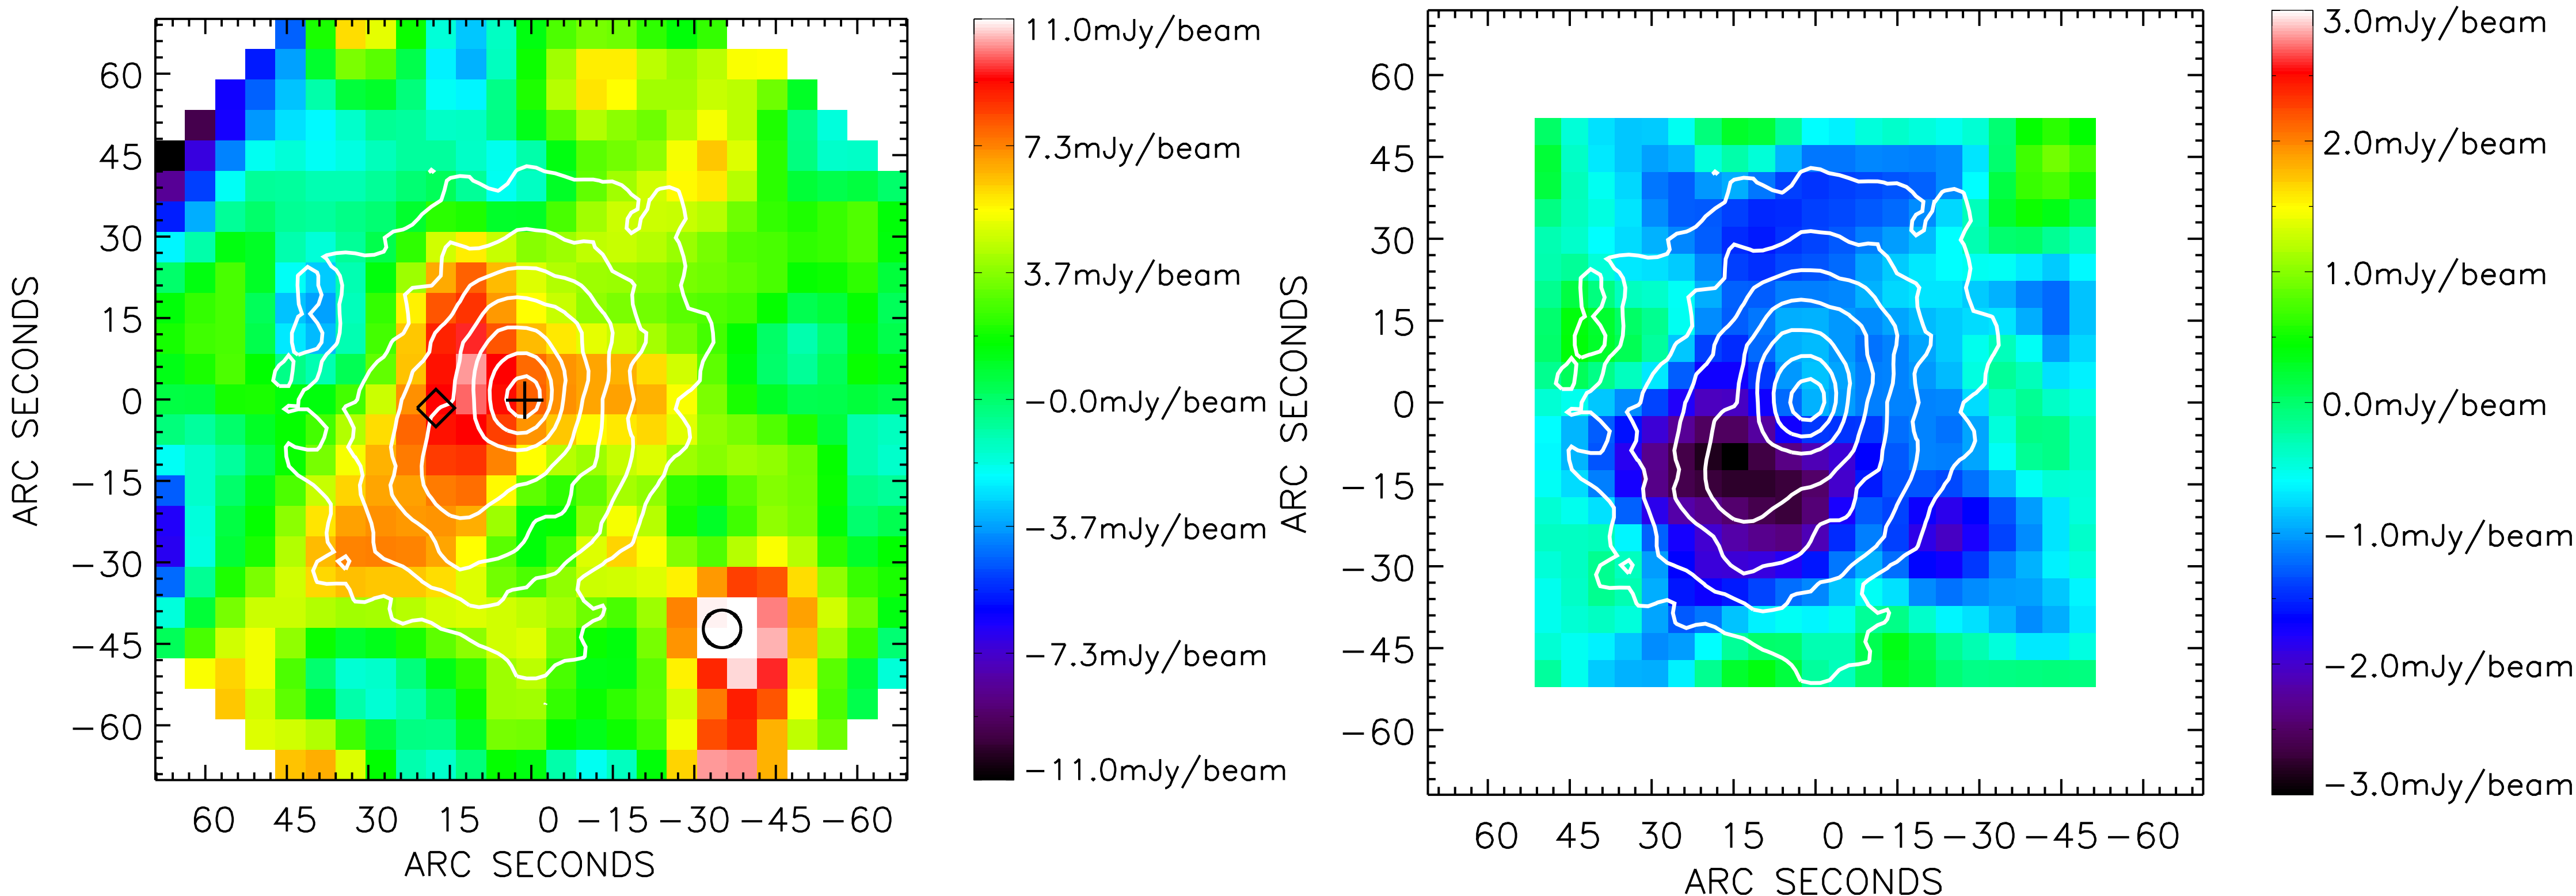 60
45
30
15
0
−15
−30
−45
−60
ARC SECONDS
60 45 30 15 0 −15 −30 −45 −60
ARC SECONDS
11.0mJy/beam
7.3mJy/beam
3.7mJy/beam
−0.0mJy/beam
−3.7mJy/beam
−7.3mJy/beam
−11.0mJy/beam
60
45
30
15
0
−15
−30
−45
−60
ARC SECONDS
60 45 30 15 0 −15 −30 −45 −60
ARC SECONDS
3.0mJy/beam
2.0mJy/beam
1.0mJy/beam
0.0mJy/beam
−1.0mJy/beam
−2.0mJy/beam
−3.0mJy/beam